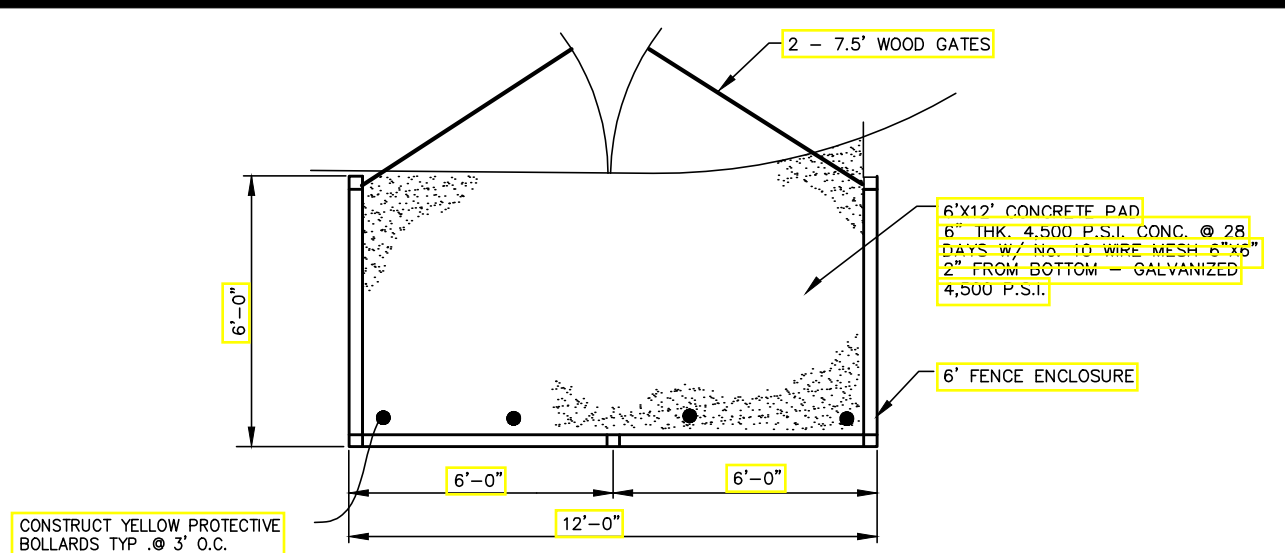 2 - 7.5' WOOD GATES
6'X12' CONCRETE PAD
6" THK. 4,500 P.S.I. CONC. @ 28
DAYS W/ No. 10 WIRE MESH 6"X6"
2" FROM BOTTOM - GALVANIZED
4,500 P.S.I.
6'-0"
6' FENCE ENCLOSURE
6'-0"
6'-0"
12'-0"
CONSTRUCT YELLOW PROTECTIVE
BOLLARDS TYP .@ 3' O.C.